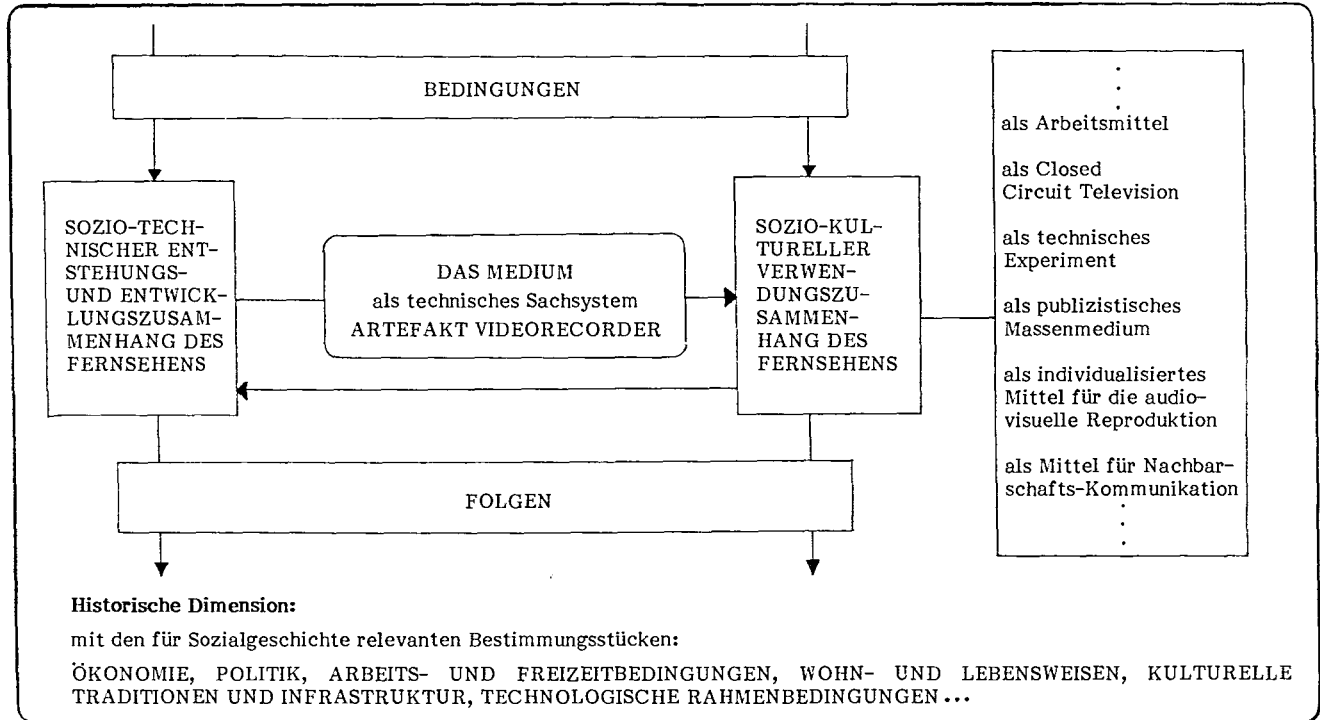 BEDINGUNGEN
SOZIO-TECH-
NISCHER ENT-
STEHUNGS-
UND ENTWICK-
LUNGSZUSAM-
MENHANG DES
FERNSEHENS
DAS MEDIUM
als technisches Sachsystem
ARTEFAKT VIDEORECORDER
SOZIO-KUL-
TURELLER
VERWEN-
DUNGSZU-
SAMMEN-
HANG DES
FERNSEHENS
.
.
.
als Arbeitsmittel
als Closed
Circuit Television
als technisches
Experiment
als publizistisches
Massenmedium
als individualisiertes
Mittel für die audio-
visuelle Reproduktion
als Mittel für Nachbar-
schafts-Kommunikation
.
.
.
FOLGEN
Historische Dimension:
mit den für Sozialgeschichte relevanten Bestimmungsstücken:
ÖKONOMIE, POLITIK, ARBEITS- UND FREIZEITBEDINGUNGEN, WOHN- UND LEBENSWEISEN, KULTURELLE
TRADITIONEN UND INFRASTRUKTUR, TECHNOLOGISCHE RAHMENBEDINGUNGEN ...